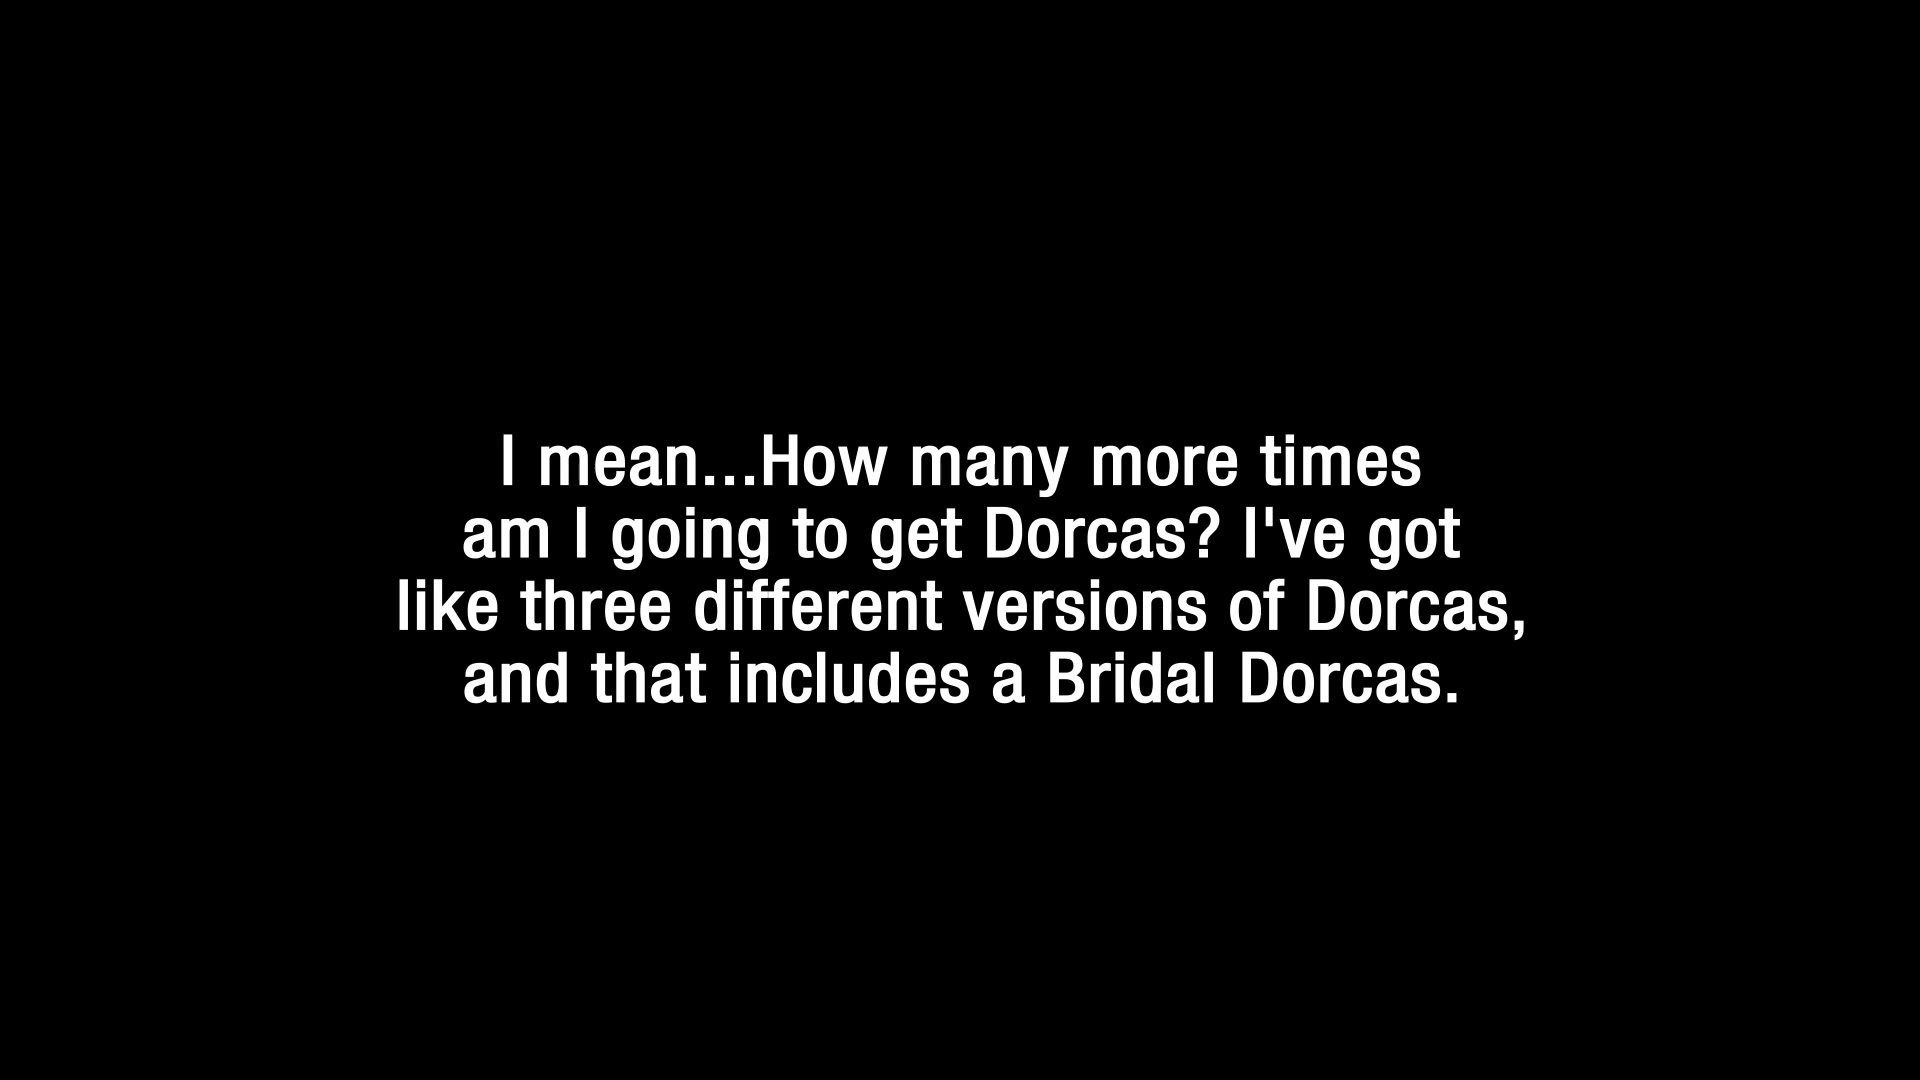 I mean...How many more times
am I going to get Dorcas? I've got
like three different versions of Dorcas,
and that includes a Bridal Dorcas.